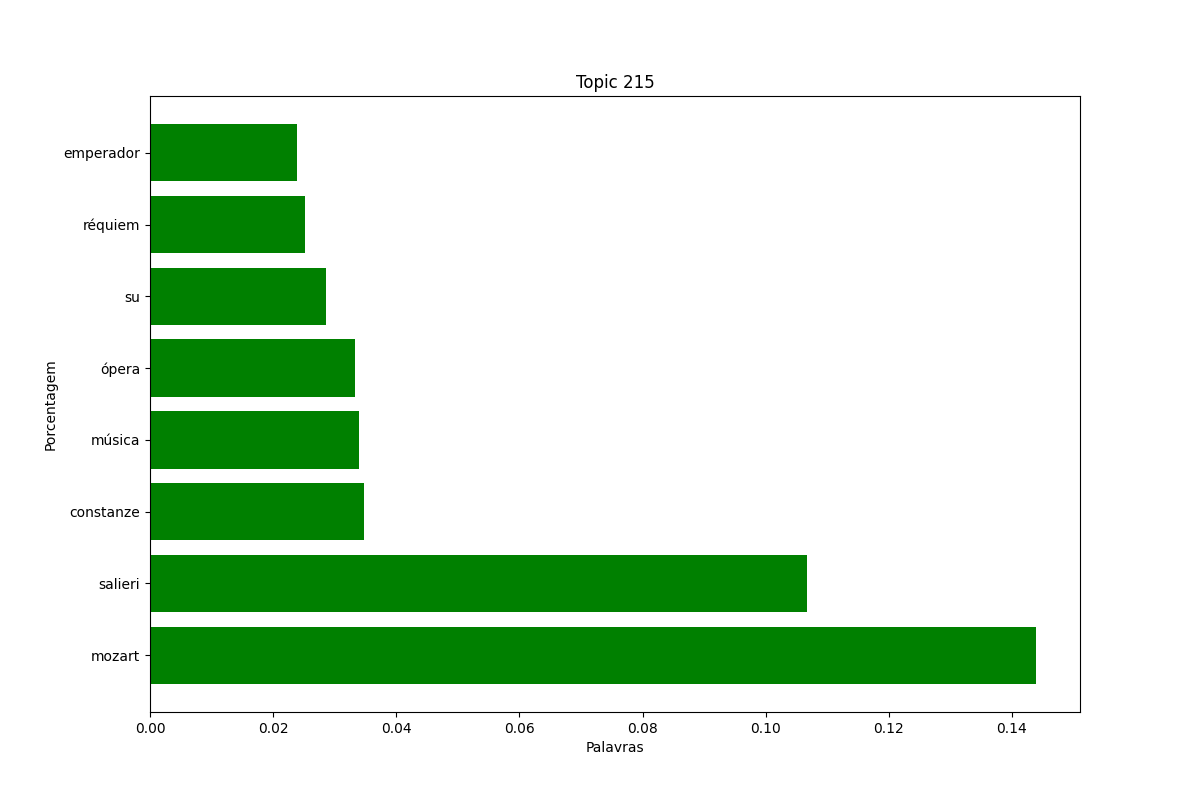 Topic 215
emperador
réquiem
su
ópera
música
constanze
salieri
mozart
Porcentagem
0.00 0.02 0.04 0.06 0.08 0.10 0.12 0.14
Palavras